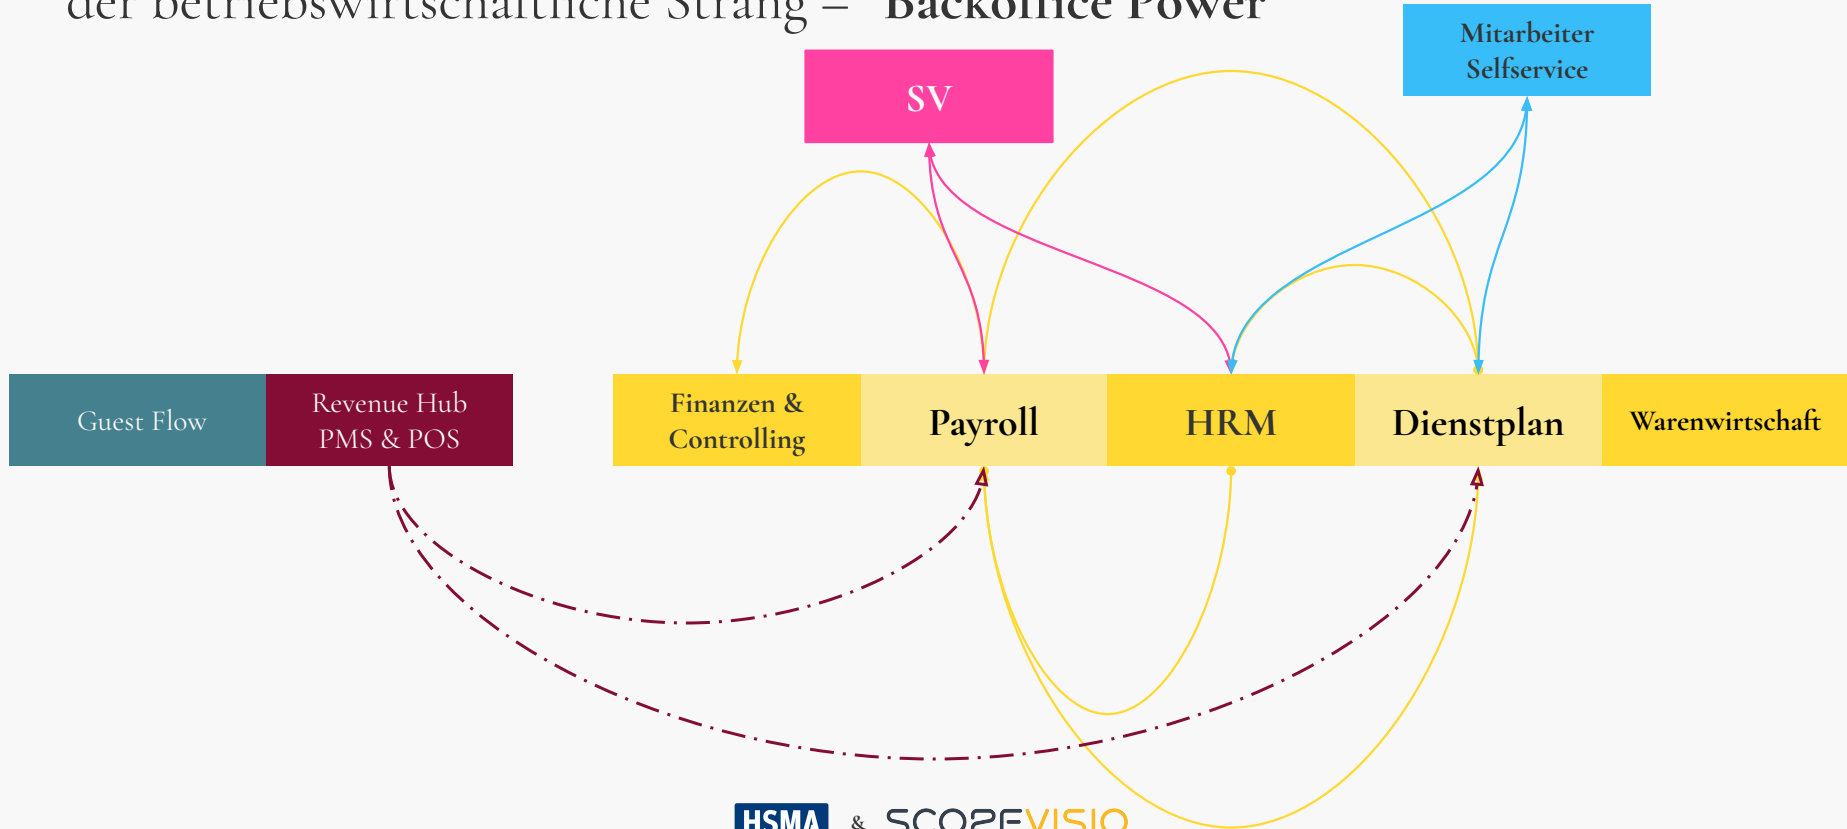 der betriebswirtschaftliche Strang – "Backoffice Power"
Mitarbeiter
Selfservice
SV
Guest Flow
Revenue Hub
PMS & POS
Finanzen &
Controlling
Payroll
HRM
Dienstplan
Warenwirtschaft
HSMA & SCOPEVISIO